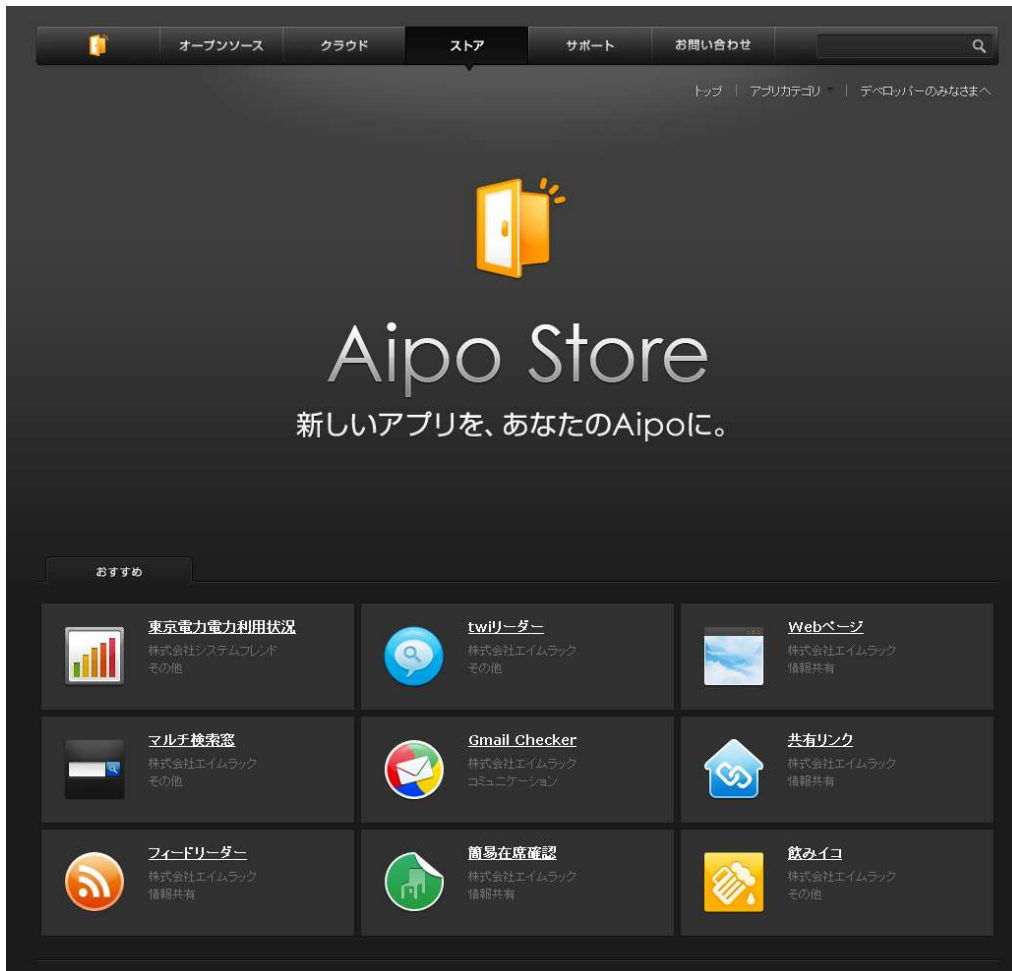 オープンソース クラウド ストア サポート お問い合わせ
トップ | アプリカテゴリ | デベロッパーのみなさまへ
Aipo Store
新しいアプリを、あなたのAipoに。
おすすめ
東京電力電力利用状況
株式会社システムフレンド
その他
twiリーダー
株式会社エイムラック
その他
Webページ
株式会社エイムラック
情報共有
マルチ検索窓
株式会社エイムラック
その他
Gmail Checker
株式会社エイムラック
コミュニケーション
共有リンク
株式会社エイムラック
情報共有
フィードリーダー
株式会社エイムラック
情報共有
簡易在席確認
株式会社エイムラック
情報共有
飲みイコ
株式会社エイムラック
その他